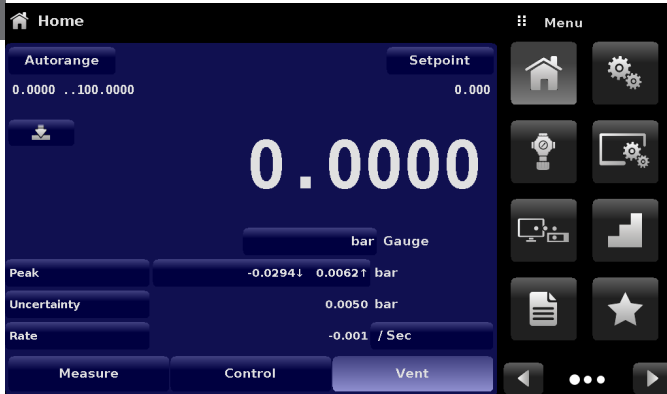 Home
Menu
Autorange
Setpoint
0.0000 ..100.0000
0.000
0.0000
bar Gauge
Peak -0.0294↓ 0.0062↑ bar
Uncertainty 0.0050 bar
Rate -0.001 / Sec
Measure Control Vent